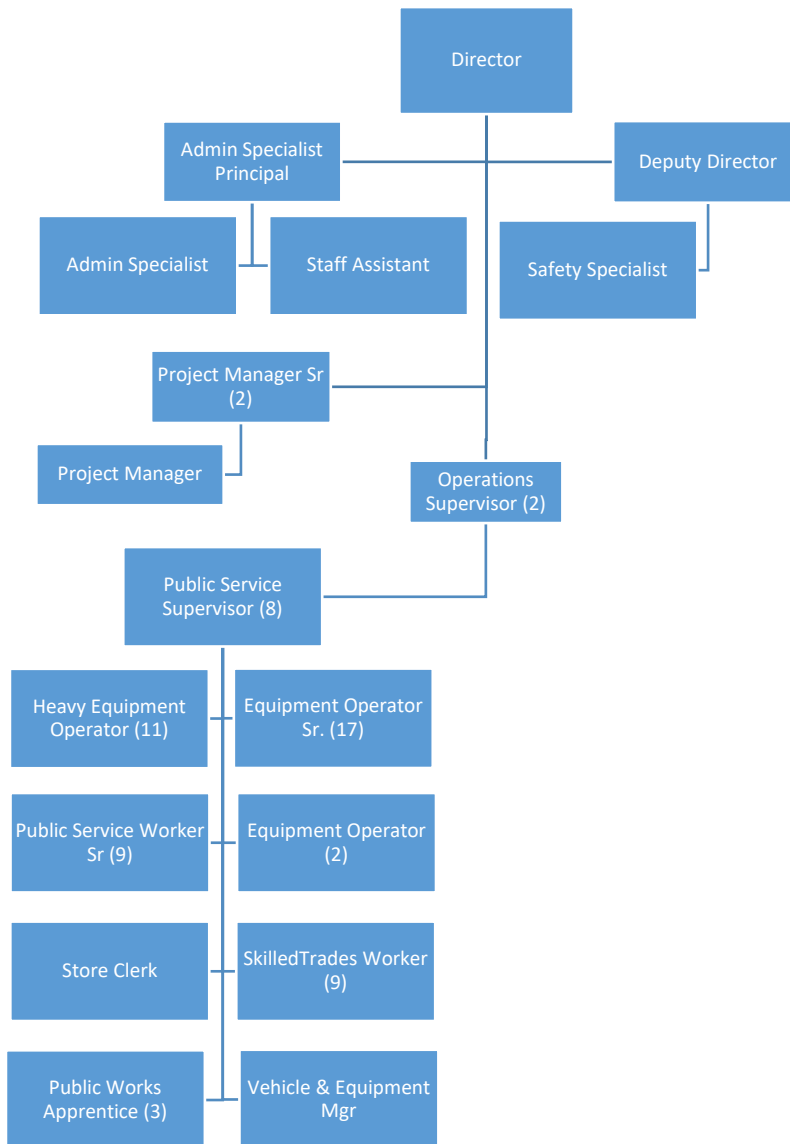 Director
Admin Specialist
Principal
Deputy Director
Admin Specialist
Staff Assistant
Safety Specialist
Project Manager Sr
(2)
Project Manager
Operations
Supervisor (2)
Public Service
Supervisor (8)
Heavy Equipment
Operator (11)
Equipment Operator
Sr. (17)
Public Service Worker
Sr (9)
Equipment Operator
(2)
Store Clerk
SkilledTrades Worker
(9)
Public Works
Apprentice (3)
Vehicle & Equipment
Mgr